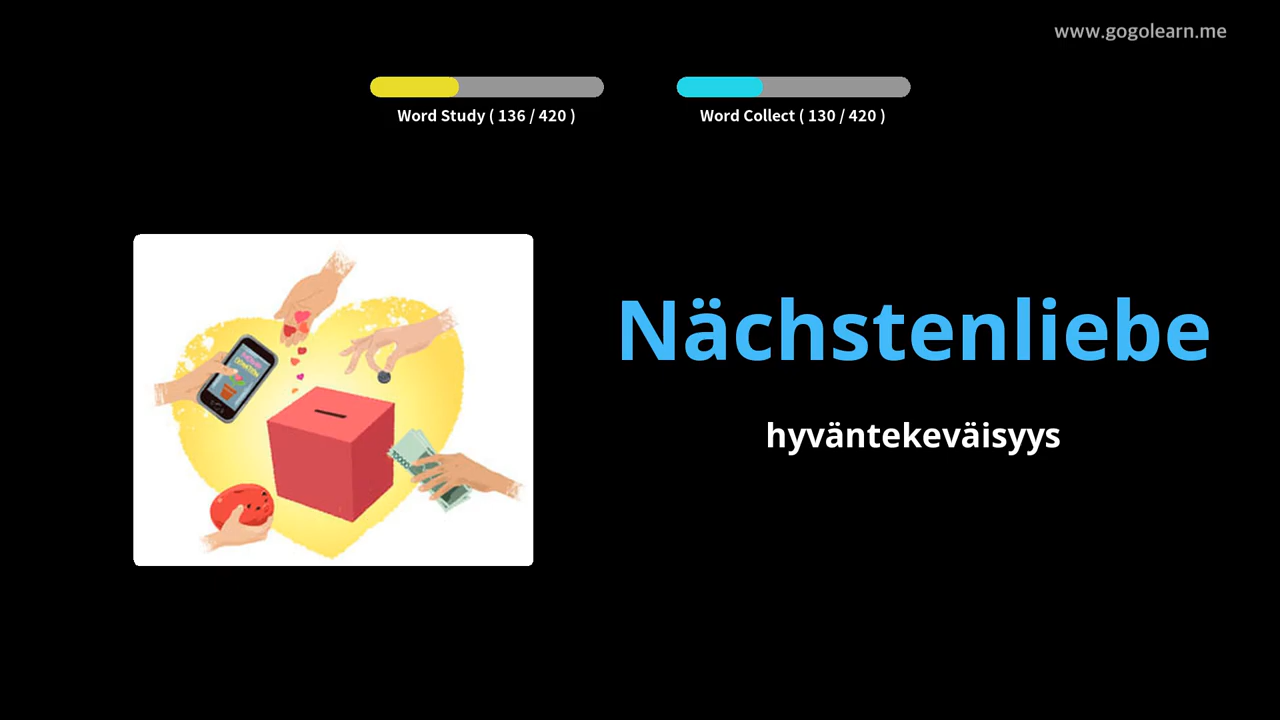 www.gogolearn.me
Word Study ( 136 / 420 )
Word Collect ( 130 / 420 )
Nächstenliebe
hyväntekeväisyys